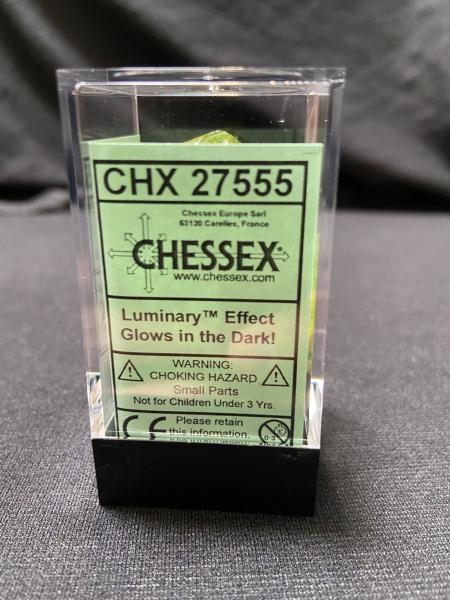 CHX 27555
Chessex Europe Sarl
63120 Carelles, France
CHESSEX®
www.chessex.com
Luminary™ Effect
Glows in the Dark!
WARNING:
CHOKING HAZARD
Small Parts
Not for Children Under 3 Yrs.
CE
Please retain
this information.